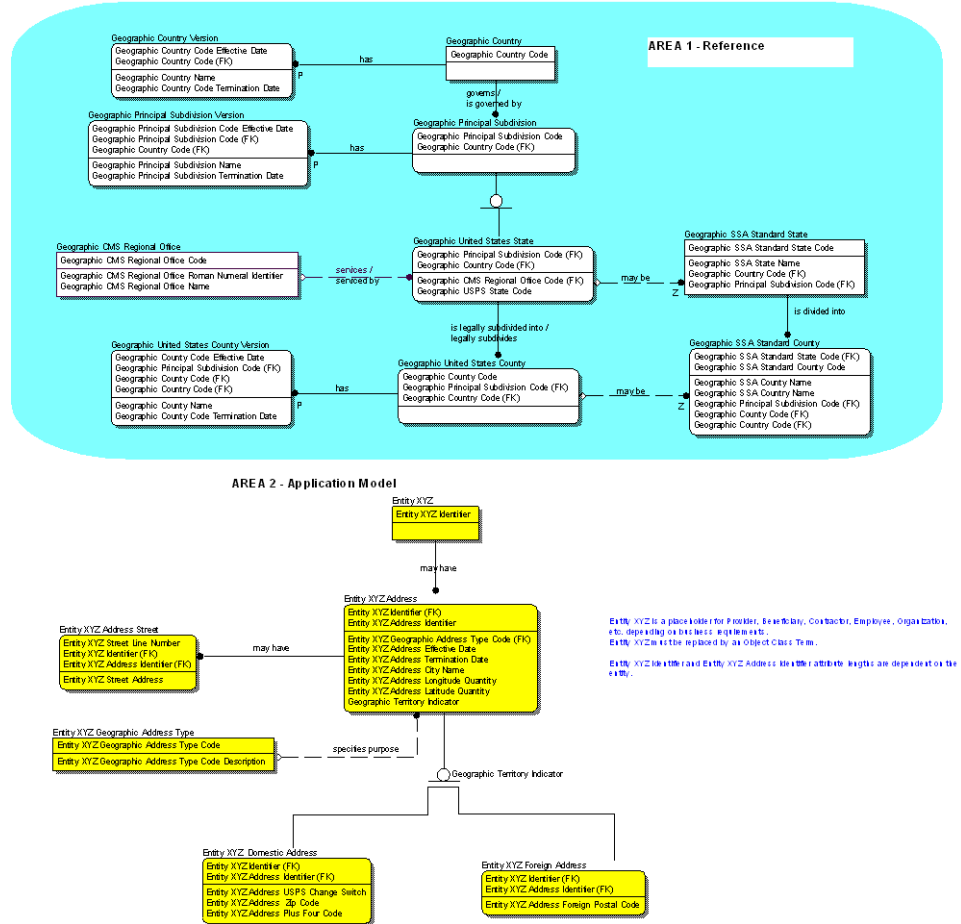 AREA 1 - Reference
Geographic Country Version
Geographic Country Code Effective Date
Geographic Country Code (FK)
Geographic Country Name
Geographic Country Code Termination Date
P
has
Geographic Country
Geographic Country Code
governs /
is governed by
Geographic Principal Subdivision Version
Geographic Principal Subdivision Code Effective Date
Geographic Principal Subdivision Code (FK)
Geographic Country Code (FK)
Geographic Principal Subdivision Name
Geographic Principal Subdivision Termination Date
P
has
Geographic Principal Subdivision
Geographic Principal Subdivision Code
Geographic Country Code (FK)
Geographic CMS Regional Office
Geographic CMS Regional Office Code
Geographic CMS Regional Office Roman Numeral Identifier
Geographic CMS Regional Office Name
services /
serviced by
Geographic United States State
Geographic Principal Subdivision Code (FK)
Geographic Country Code (FK)
Geographic CMS Regional Office Code (FK)
Geographic USPS State Code
may be
Z
Geographic SSA Standard State
Geographic SSA Standard State Code
Geographic SSA State Name
Geographic Country Code (FK)
Geographic Principal Subdivision Code (FK)
is divided into
is legally subdivided into /
legally subdivides
Geographic United States County Version
Geographic County Code Effective Date
Geographic Principal Subdivision Code (FK)
Geographic County Code (FK)
Geographic Country Code (FK)
Geographic County Name
Geographic County Code Termination Date
P
has
Geographic United States County
Geographic County Code
Geographic Principal Subdivision Code (FK)
Geographic Country Code (FK)
may be
Z
Geographic SSA Standard County
Geographic SSA Standard State Code (FK)
Geographic SSA Standard County Code
Geographic SSA County Name
Geographic SSA Country Name
Geographic Principal Subdivision Code (FK)
Geographic County Code (FK)
Geographic Country Code (FK)
AREA 2 - Application Model
Entity XYZ
Entity XYZ Identifier
may have
Entity XYZ Address
Entity XYZ Identifier (FK)
Entity XYZ Address Identifier
Entity XYZ Geographic Address Type Code (FK)
Entity XYZ Address Effective Date
Entity XYZ Address Termination Date
Entity XYZ Address City Name
Entity XYZ Address Longitude Quantity
Entity XYZ Address Latitude Quantity
Geographic Territory Indicator
Entity XYZ Address Street
Entity XYZ Street Line Number
Entity XYZ Identifier (FK)
Entity XYZ Address Identifier (FK)
Entity XYZ Street Address
may have
Entity XYZ is a placeholder for Provider, Beneficiary, Contractor, Employee, Organization,
etc. depending on business requirements.
Entity XYZ must be replaced by an Object Class Term.
Entity XYZ Identifier and Entity XYZ Address Identifier attribute lengths are dependent on the
entity.
Entity XYZ Geographic Address Type
Entity XYZ Geographic Address Type Code
Entity XYZ Geographic Address Type Code Description
specifies purpose
Geographic Territory Indicator
Entity XYZ Domestic Address
Entity XYZ Identifier (FK)
Entity XYZ Address Identifier (FK)
Entity XYZ Address USPS Change Switch
Entity XYZ Address Zip Code
Entity XYZ Address Plus Four Code
Entity XYZ Foreign Address
Entity XYZ Identifier (FK)
Entity XYZ Address Identifier (FK)
Entity XYZ Address Foreign Postal Code